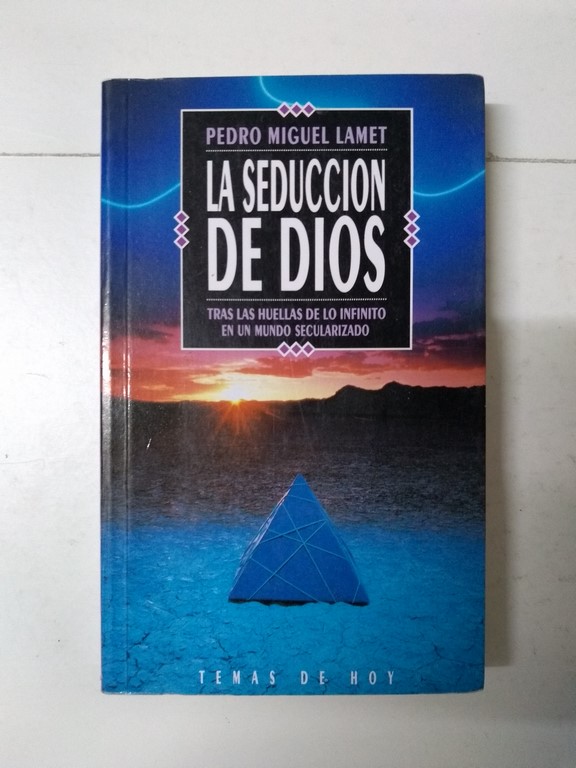 PEDRO MIGUEL LAMET
LA SEDUCCION
DE DIOS
TRAS LAS HUELLAS DE LO INFINITO
EN UN MUNDO SECULARIZADO
TEMAS DE HOY